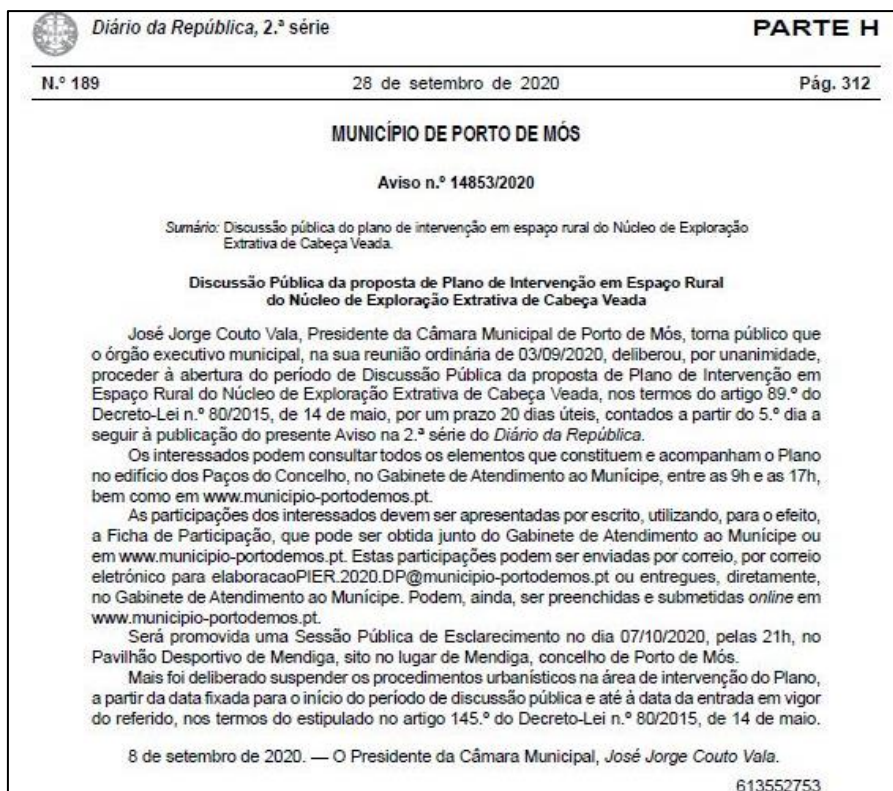 Diário da República, 2.ª série
PARTE H
N.º 189
28 de setembro de 2020
Pág. 312
MUNICÍPIO DE PORTO DE MÓS
Aviso n.º 14853/2020
Sumário: Discussão pública do plano de intervenção em espaço rural do Núcleo de Exploração
Extrativa de Cabeça Veada.
Discussão Pública da proposta de Plano de Intervenção em Espaço Rural
do Núcleo de Exploração Extrativa de Cabeça Veada
José Jorge Couto Vala, Presidente da Câmara Municipal de Porto de Mós, torna público que
o órgão executivo municipal, na sua reunião ordinária de 03/09/2020, deliberou, por unanimidade,
proceder à abertura do período de Discussão Pública da proposta de Plano de Intervenção em
Espaço Rural do Núcleo de Exploração Extrativa de Cabeça Veada, nos termos do artigo 89.º do
Decreto-Lei n.º 80/2015, de 14 de maio, por um prazo 20 dias úteis, contados a partir do 5.º dia a
seguir à publicação do presente Aviso na 2.ª série do Diário da República.
Os interessados podem consultar todos os elementos que constituem e acompanham o Plano
no edifício dos Paços do Concelho, no Gabinete de Atendimento ao Munícipe, entre as 9h e as 17h,
bem como em www.municipio-portodemos.pt.
As participações dos interessados devem ser apresentadas por escrito, utilizando, para o efeito,
a Ficha de Participação, que pode ser obtida junto do Gabinete de Atendimento ao Munícipe ou
em www.municipio-portodemos.pt. Estas participações podem ser enviadas por correio, por correio
eletrónico para elaboracaoPIER.2020.DP@municipio-portodemos.pt ou entregues, diretamente,
no Gabinete de Atendimento ao Munícipe. Podem, ainda, ser preenchidas e submetidas online em
www.municipio-portodemos.pt.
Será promovida uma Sessão Pública de Esclarecimento no dia 07/10/2020, pelas 21h, no
Pavilhão Desportivo de Mendiga, sito no lugar de Mendiga, concelho de Porto de Mós.
Mais foi deliberado suspender os procedimentos urbanísticos na área de intervenção do Plano,
a partir da data fixada para o início do período de discussão pública e até à data da entrada em vigor
do referido, nos termos do estipulado no artigo 145.º do Decreto-Lei n.º 80/2015, de 14 de maio.
8 de setembro de 2020. — O Presidente da Câmara Municipal, José Jorge Couto Vala.
613552753